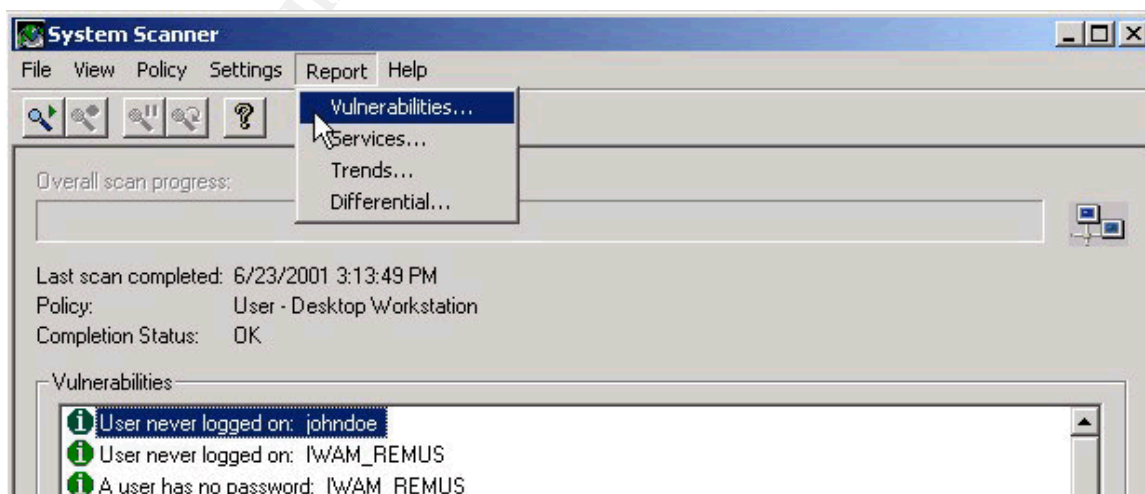 System Scanner
File View Policy Settings Report Help
Vulnerabilities...
Services...
Trends...
Differential...
Overall scan progress:
Last scan completed: 6/23/2001 3:13:49 PM
Policy: User - Desktop Workstation
Completion Status: OK
Vulnerabilities
User never logged on: johndoe
User never logged on: IWAM_REMUS
A user has no password: IWAM_REMUS